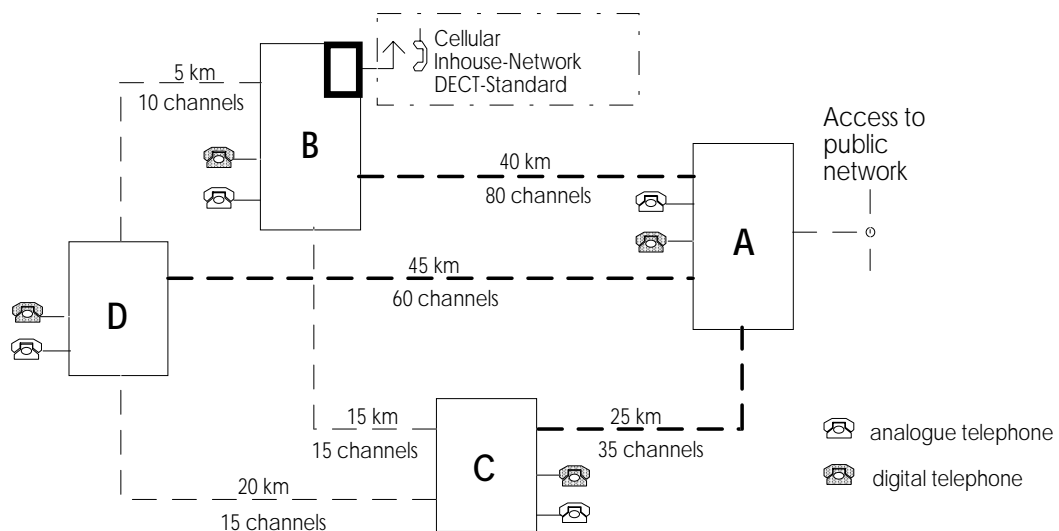 Cellular
Inhouse-Network
DECT-Standard
5 km
10 channels
B
Access to
public
network
40 km
80 channels
A
45 km
60 channels
D
15 km
15 channels
25 km
35 channels
C
analogue telephone
digital telephone
20 km
15 channels